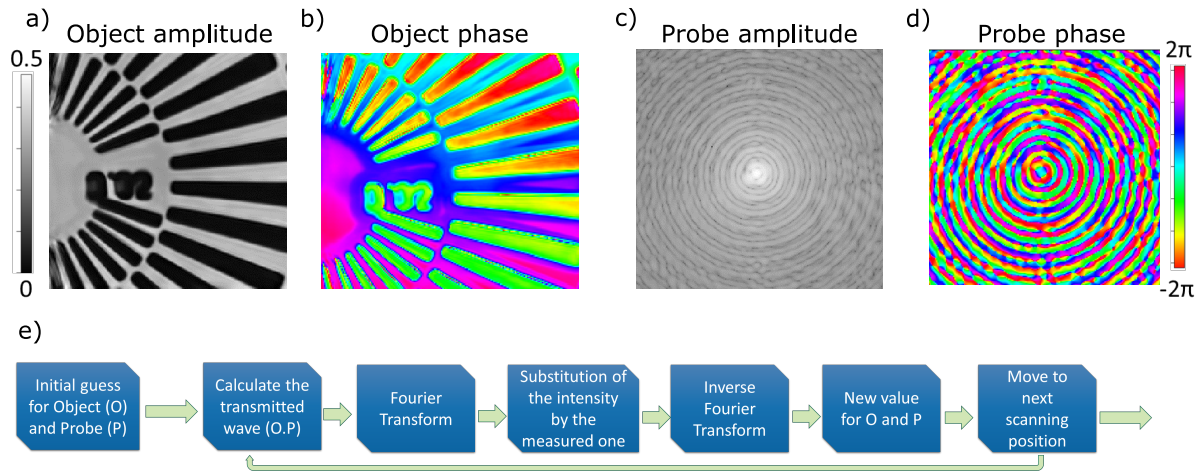 a)
Object amplitude
b)
Object phase
c)
Probe amplitude
d)
Probe phase
0.5
0
2π
-2π
e)
Initial guess
for Object (O)
and Probe (P)
Calculate the
transmitted
wave (O.P)
Fourier
Transform
Substitution of
the intensity
by the
measured one
Inverse
Fourier
Transform
New value
for O and P
Move to
next
scanning
position